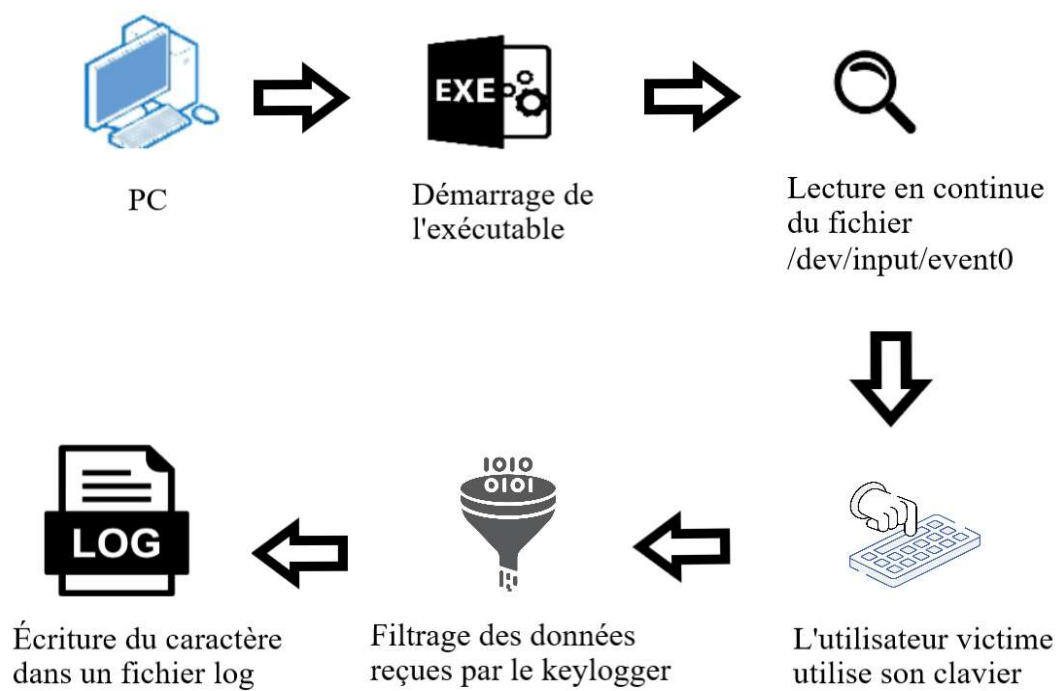 EXE
PC
Démarrage de
l'exécutable
Lecture en continue
du fichier
/dev/input/event0
LOG
1010
0101
Écriture du caractère
dans un fichier log
Filtrage des données
reçues par le keylogger
L'utilisateur victime
utilise son clavier